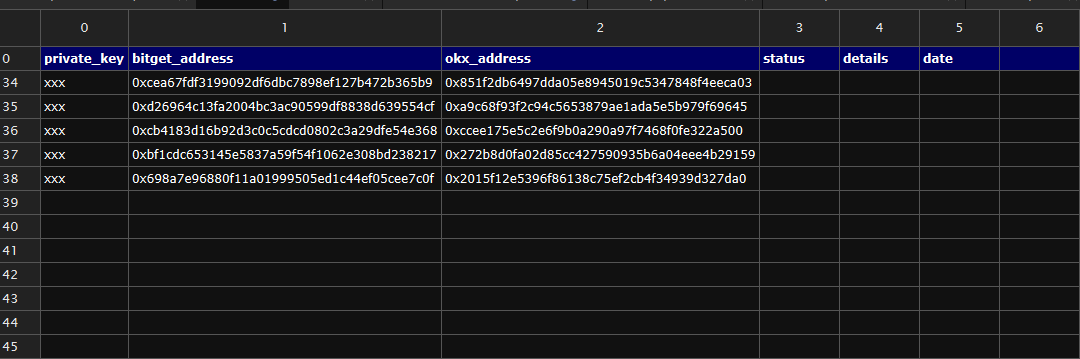 0 1 2 3 4 5 6
0 private_key bitget_address okx_address status details date
34 xxx 0xcea67fdf3199092df6dbc7898ef127b472b365b9 0x851f2db6497dda05e8945019c5347848f4eeca03
35 xxx 0xd26964c13fa2004bc3ac90599df8838d639554cf 0xa9c68f93f2c94c5653879ae1ada5e5b979f69645
36 xxx 0xcb4183d16b92d3c0c5cdcd0802c3a29dfe54e368 0xccee175e5c2e6f9b0a290a97f7468f0fe322a500
37 xxx 0xbf1cdc653145e5837a59f54f1062e308bd238217 0x272b8d0fa02d85cc427590935b6a04eee4b29159
38 xxx 0x698a7e96880f11a01999505ed1c44ef05cee7c0f 0x2015f12e5396f86138c75ef2cb4f34939d327da0
39
40
41
42
43
44
45